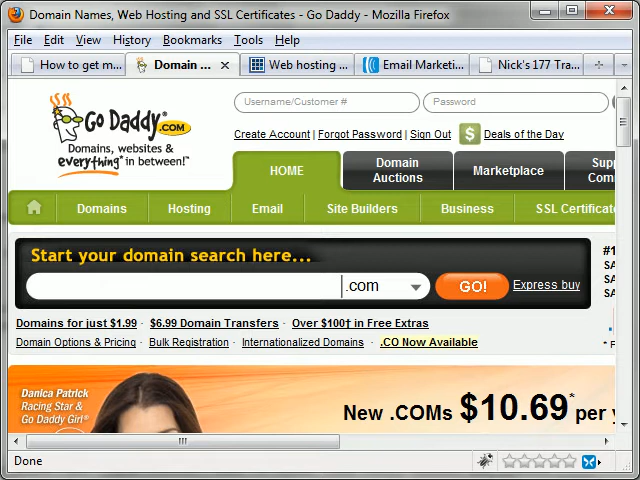 Domain Names, Web Hosting and SSL Certificates - Go Daddy - Mozilla Firefox
File Edit View History Bookmarks Tools Help
How to get m... Domain ... Web hosting ... Email Marketi... Nick's 177 Tra...
Go Daddy®.COM
Domains, websites &
everything* in between!™
Username/Customer # Password
Create Account | Forgot Password | Sign Out $ Deals of the Day
HOME Domain Auctions Marketplace Supp Comm
Domains Hosting Email Site Builders Business SSL Certificate
Start your domain search here...
.com GO! Express buy
#1
SA
SA
SA
Domains for just $1.99 · $6.99 Domain Transfers · Over $100† in Free Extras
Domain Options & Pricing · Bulk Registration · Internationalized Domains · .CO Now Available
* F
Danica Patrick
Racing Star &
Go Daddy Girl®
New .COMs $10.69* per y
Done